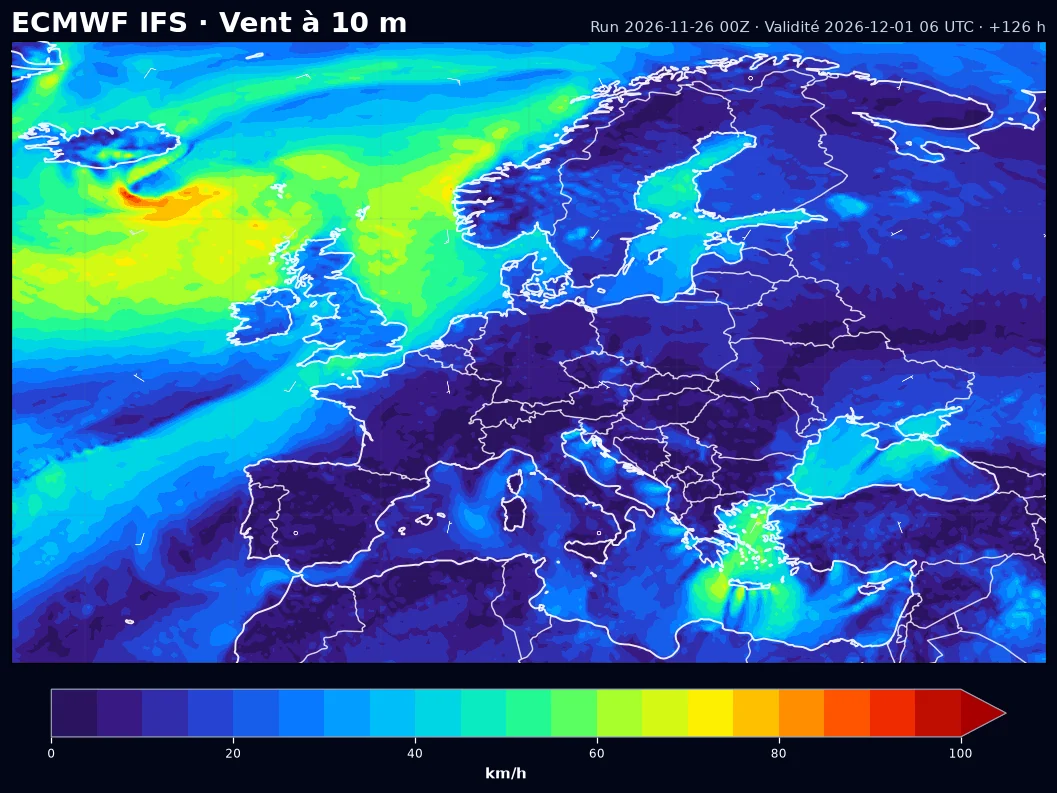 ECMWF IFS · Vent à 10 m
Run 2026-11-26 00Z · Validité 2026-12-01 06 UTC · +126 h
0 20 40 60 80 100
km/h